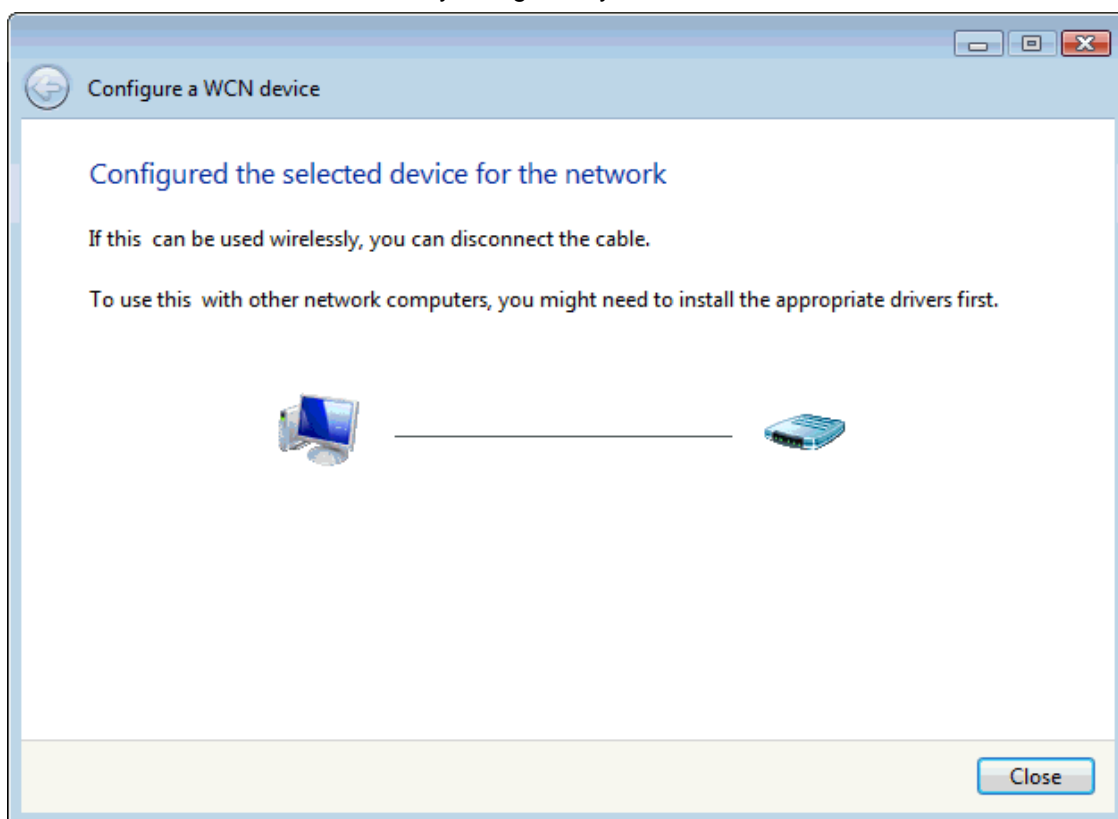 Configure a WCN device
Configured the selected device for the network
If this  can be used wirelessly, you can disconnect the cable.
To use this  with other network computers, you might need to install the appropriate drivers first.
Close